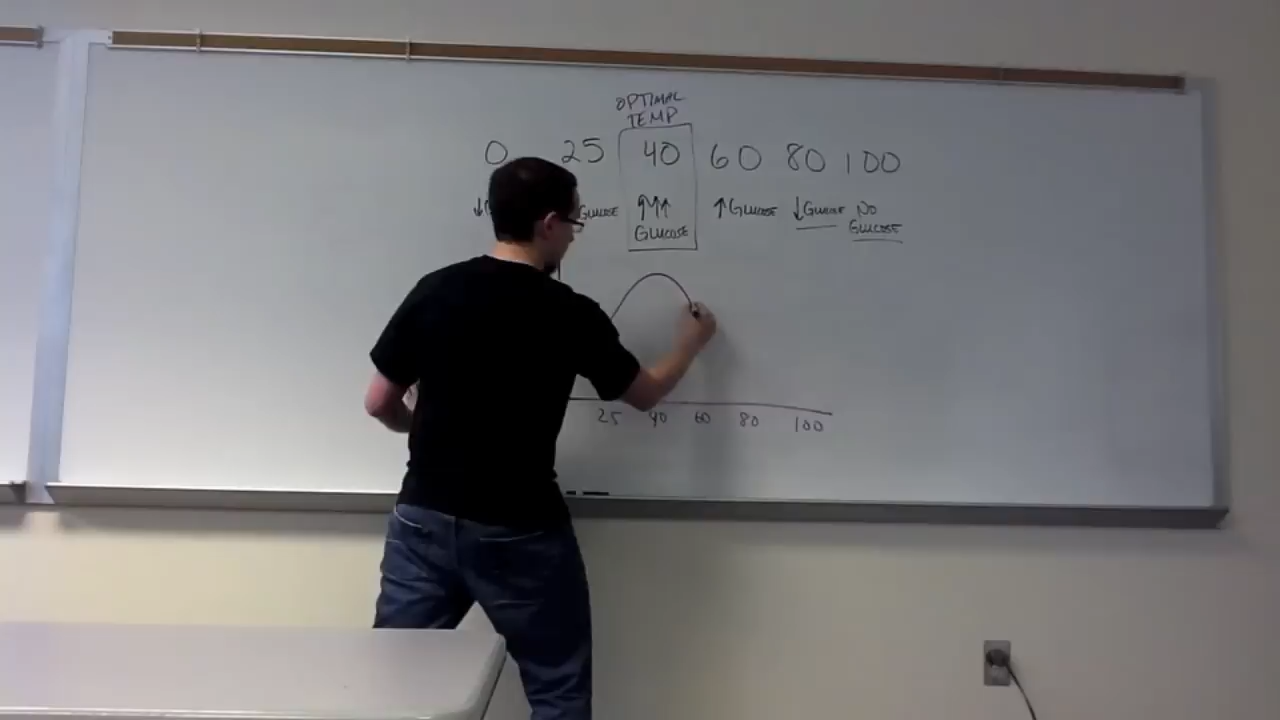 OPTIMAL
TEMP
0 25 40 60 80 100
↓ GLUCOSE ↑↑↑ ↑ GLUCOSE ↓ GLUCOSE NO
GLUCOSE GLUCOSE
25 40 60 80 100